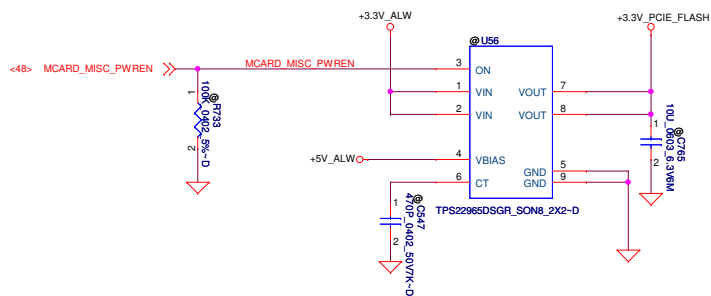 +3.3V_ALW
+3.3V_PCIE_FLASH
@U56
<48> MCARD_MISC_PWREN
MCARD_MISC_PWREN
3 ON
1 VIN
VOUT 7
2 VIN
VOUT 8
+5V_ALW
4 VBIAS
GND 5
6 CT
GND 9
TPS22965DSGR_SON8_2X2~D
1
@R733
100K_0402_5%~D
2
1
@C547
470P_0402_50V7K~D
2
1
@C765
10U_0603_6.3V6M
2